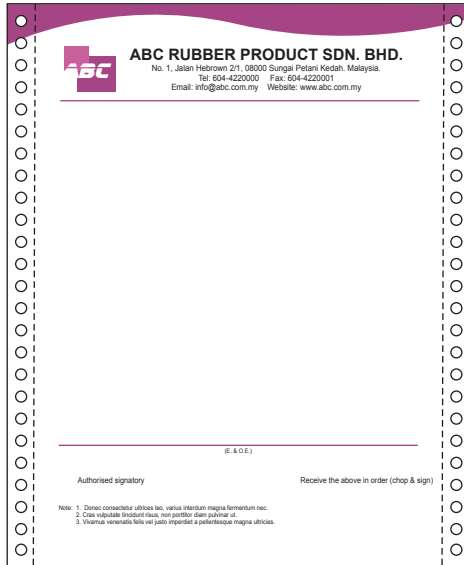 ABC
ABC RUBBER PRODUCT SDN. BHD.
No. 1, Jalan Hebrown 2/1, 08000 Sungai Petani Kedah. Malaysia.
Tel: 604-4220000 Fax: 604-4220001
Email: info@abc.com.my Website: www.abc.com.my
(E. & O.E.)
Authorised signatory Receive the above in order (chop & sign)
Note: 1. Donec consectetur ultrices leo, varius interdum magna fermentum nec.
2. Cras vulputate tincidunt risus, non porttitor diam pulvinar ut.
3. Vivamus venenatis felis vel justo imperdiet a pellentesque magna ultricies.